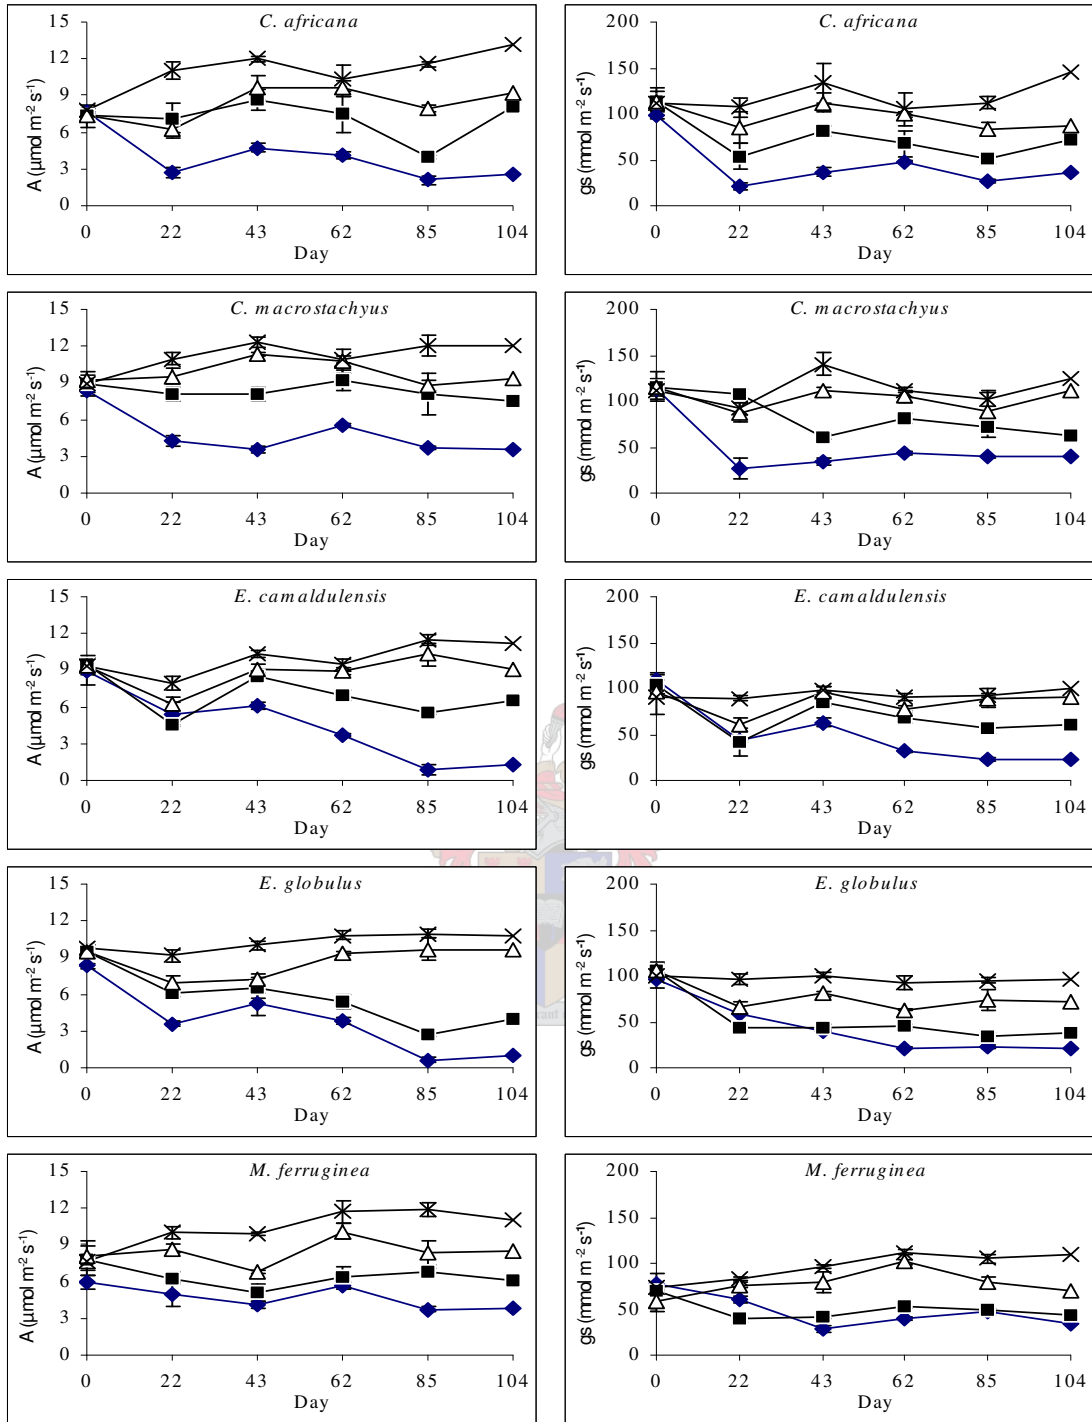 C. africana
15
12
9
6
3
0
A (µmol m⁻² s⁻¹)
0 22 43 62 85 104
Day
C. africana
200
150
100
50
0
gs (mmol m⁻² s⁻¹)
0 22 43 62 85 104
Day
C. macrostachyus
15
12
9
6
3
0
A (µmol m⁻² s⁻¹)
0 22 43 62 85 104
Day
C. macrostachyus
200
150
100
50
0
gs (mmol m⁻² s⁻¹)
0 22 43 62 85 104
Day
E. camaldulensis
15
12
9
6
3
0
A (µmol m⁻² s⁻¹)
0 22 43 62 85 104
Day
E. camaldulensis
200
150
100
50
0
gs (mmol m⁻² s⁻¹)
0 22 43 62 85 104
Day
E. globulus
15
12
9
6
3
0
A (µmol m⁻² s⁻¹)
0 22 43 62 85 104
Day
E. globulus
200
150
100
50
0
gs (mmol m⁻² s⁻¹)
0 22 43 62 85 104
Day
M. ferruginea
15
12
9
6
3
0
A (µmol m⁻² s⁻¹)
0 22 43 62 85 104
Day
M. ferruginea
200
150
100
50
0
gs (mmol m⁻² s⁻¹)
0 22 43 62 85 104
Day